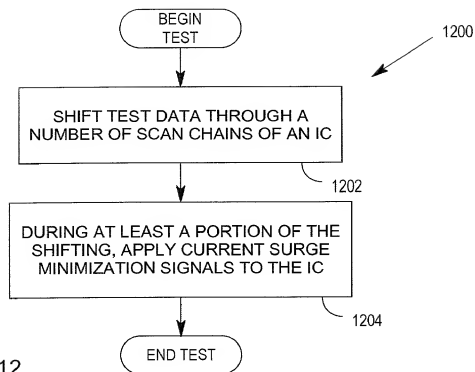 BEGIN
TEST
1200
SHIFT TEST DATA THROUGH A
NUMBER OF SCAN CHAINS OF AN IC
1202
DURING AT LEAST A PORTION OF THE
SHIFTING, APPLY CURRENT SURGE
MINIMIZATION SIGNALS TO THE IC
1204
END TEST
12